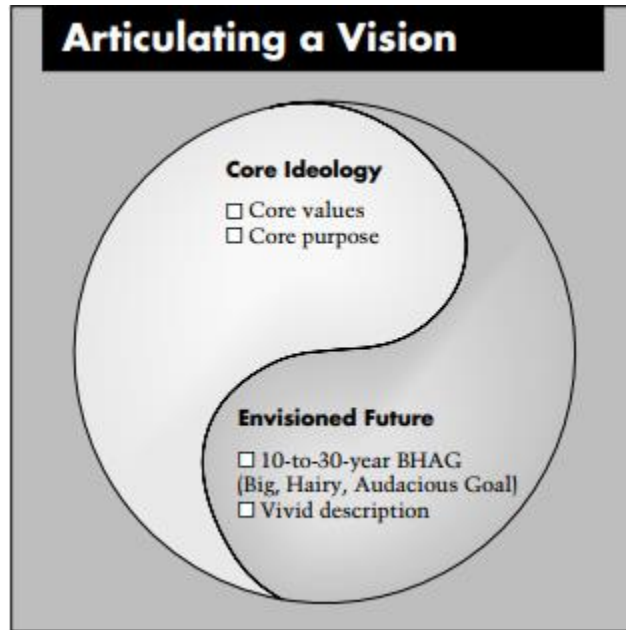 Articulating a Vision
Core Ideology
☐ Core values
☐ Core purpose
Envisioned Future
☐ 10-to-30-year BHAG
(Big, Hairy, Audacious Goal)
☐ Vivid description